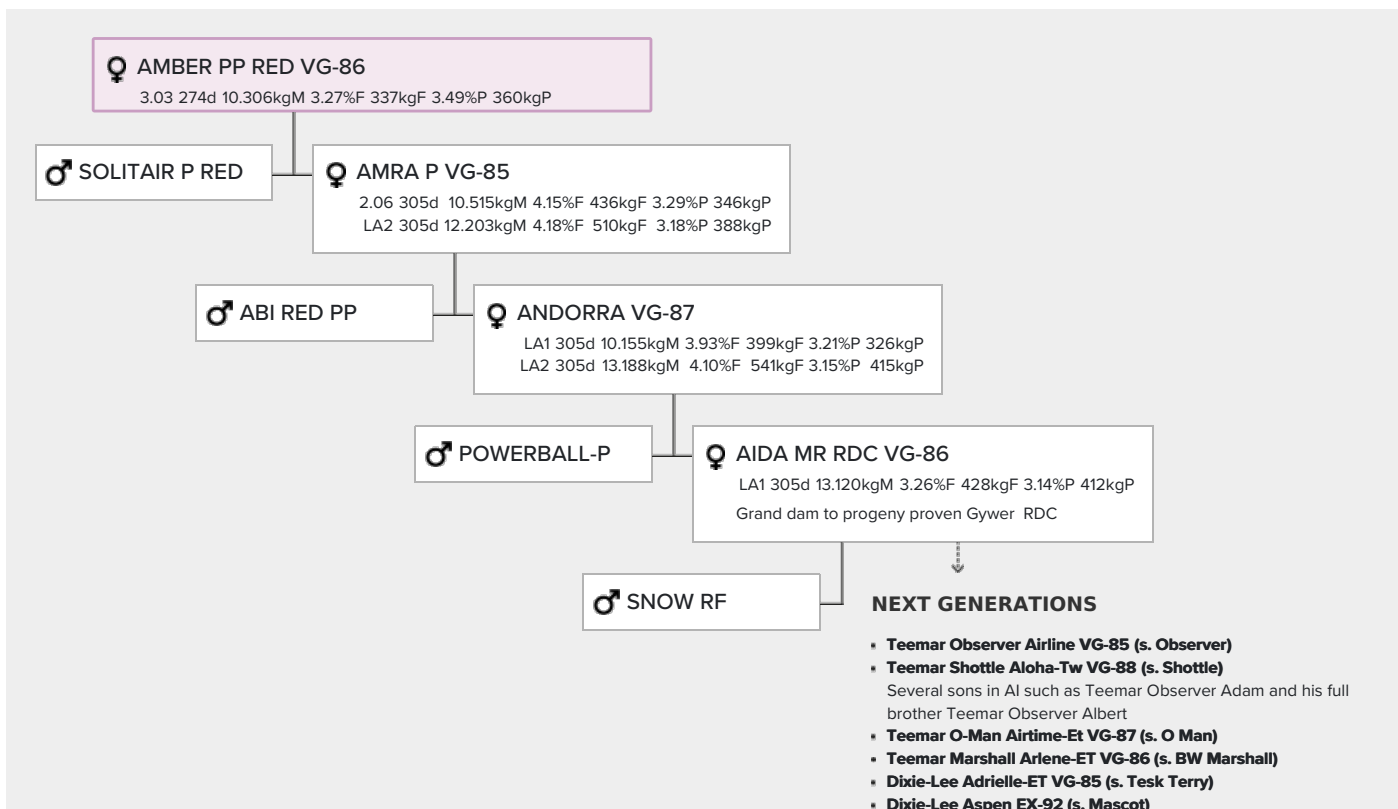 AMBER PP RED VG-86
3.03 274d 10.306kgM 3.27%F 337kgF 3.49%P 360kgP
SOLITAIR P RED
AMRA P VG-85
2.06 305d 10.515kgM 4.15%F 436kgF 3.29%P 346kgP
LA2 305d 12.203kgM 4.18%F 510kgF 3.18%P 388kgP
ABI RED PP
ANDORRA VG-87
LA1 305d 10.155kgM 3.93%F 399kgF 3.21%P 326kgP
LA2 305d 13.188kgM 4.10%F 541kgF 3.15%P 415kgP
POWERBALL-P
AIDA MR RDC VG-86
LA1 305d 13.120kgM 3.26%F 428kgF 3.14%P 412kgP
Grand dam to progeny proven Gywer RDC
SNOW RF
NEXT GENERATIONS
Teemar Observer Airline VG-85 (s. Observer)
Teemar Shottle Aloha-Tw VG-88 (s. Shottle)
Several sons in AI such as Teemar Observer Adam and his full
brother Teemar Observer Albert
Teemar O-Man Airtime-Et VG-87 (s. O Man)
Teemar Marshall Arlene-ET VG-86 (s. BW Marshall)
Dixie-Lee Adrielle-ET VG-85 (s. Tesk Terry)
Dixie-Lee Aspen EX-92 (s. Mascot)